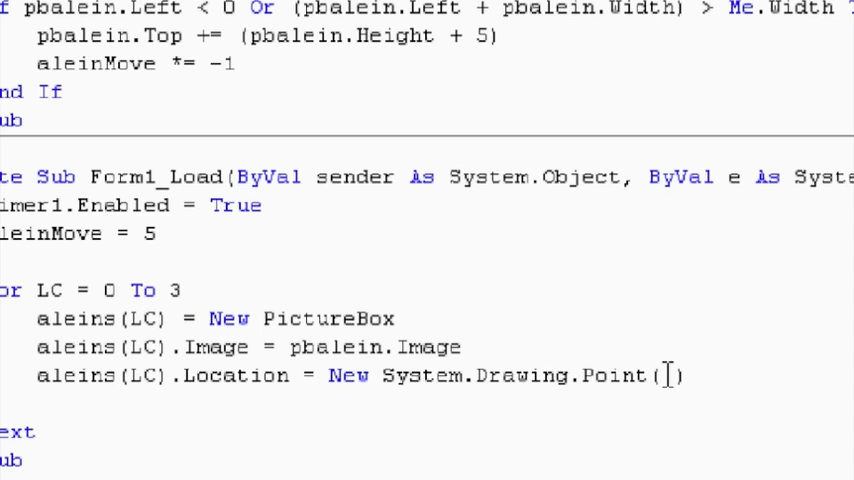 f pbalein.Left < 0 Or (pbalein.Left + pbalein.Width) > Me.Width T
pbalein.Top += (pbalein.Height + 5)
aleinMove *= -1
nd If
ub
te Sub Form1_Load(ByVal sender As System.Object, ByVal e As Syste
imer1.Enabled = True
leinMove = 5
or LC = 0 To 3
aleins(LC) = New PictureBox
aleins(LC).Image = pbalein.Image
aleins(LC).Location = New System.Drawing.Point()
ext
ub